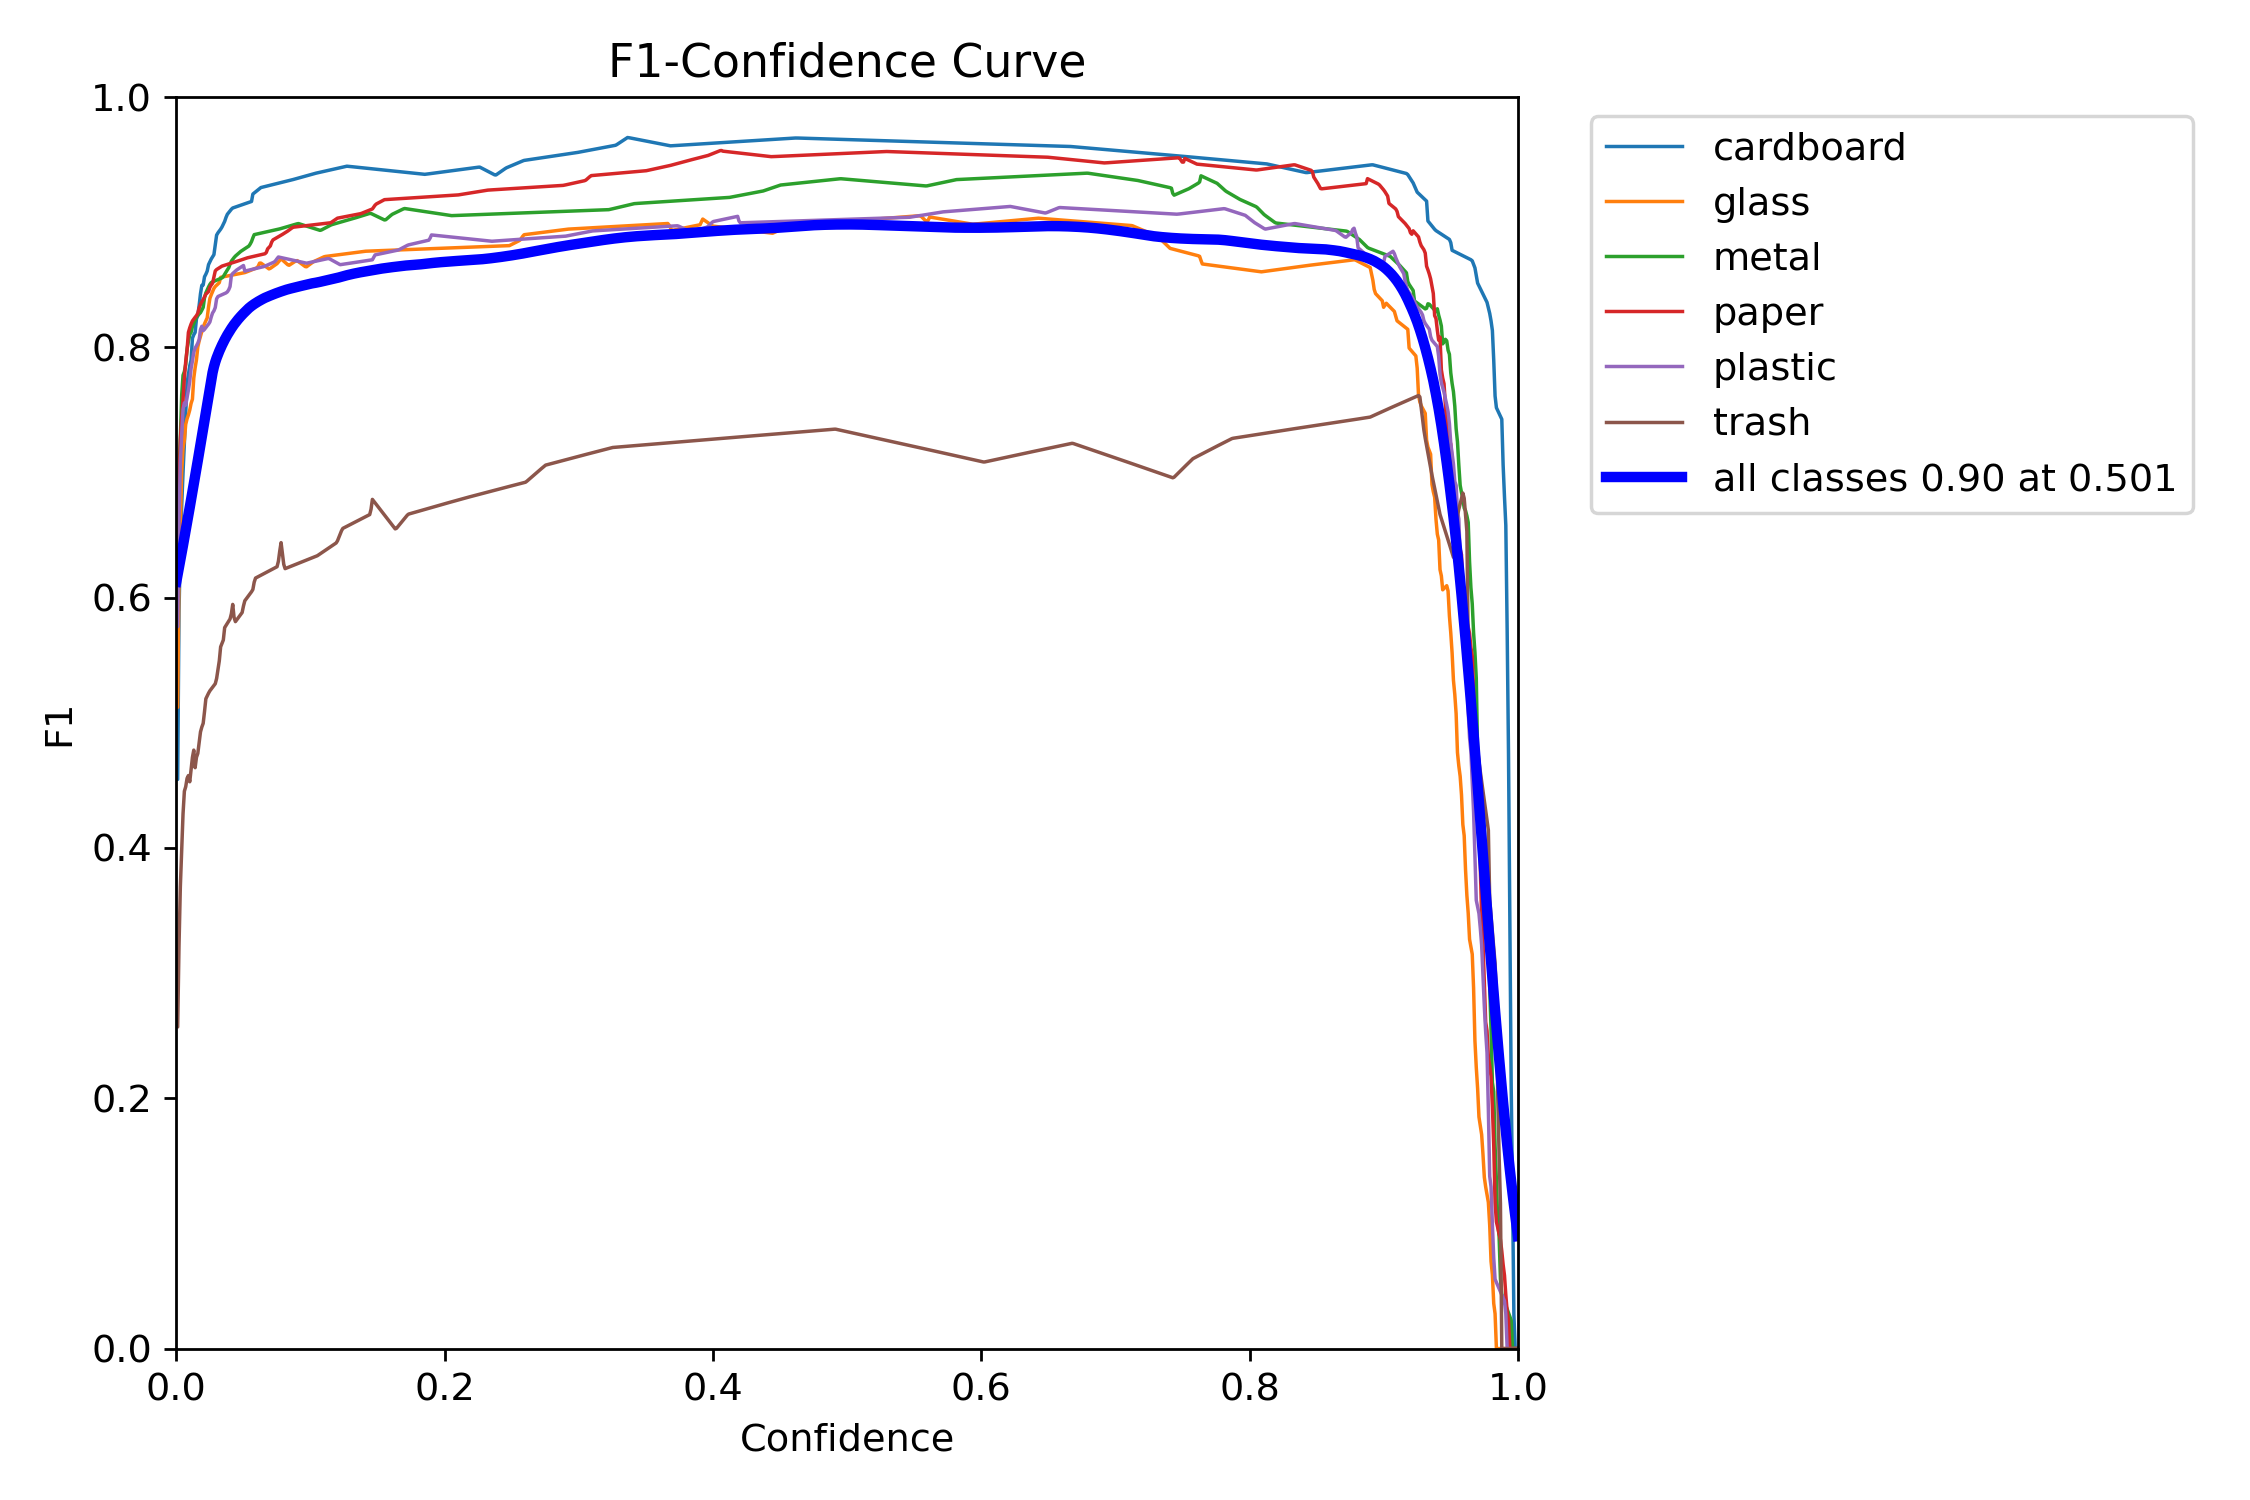 F1-Confidence Curve
1.0
0.8
0.6
0.4
0.2
0.0
F1
0.0 0.2 0.4 0.6 0.8 1.0
Confidence
cardboard
glass
metal
paper
plastic
trash
all classes 0.90 at 0.501